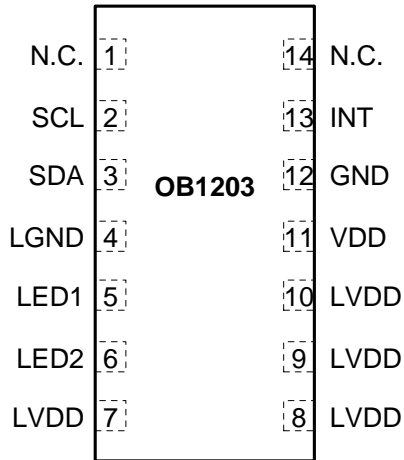 N.C. 1 14 N.C.
SCL 2 13 INT
SDA 3 OB1203 12 GND
LGND 4 11 VDD
LED1 5 10 LVDD
LED2 6 9 LVDD
LVDD 7 8 LVDD